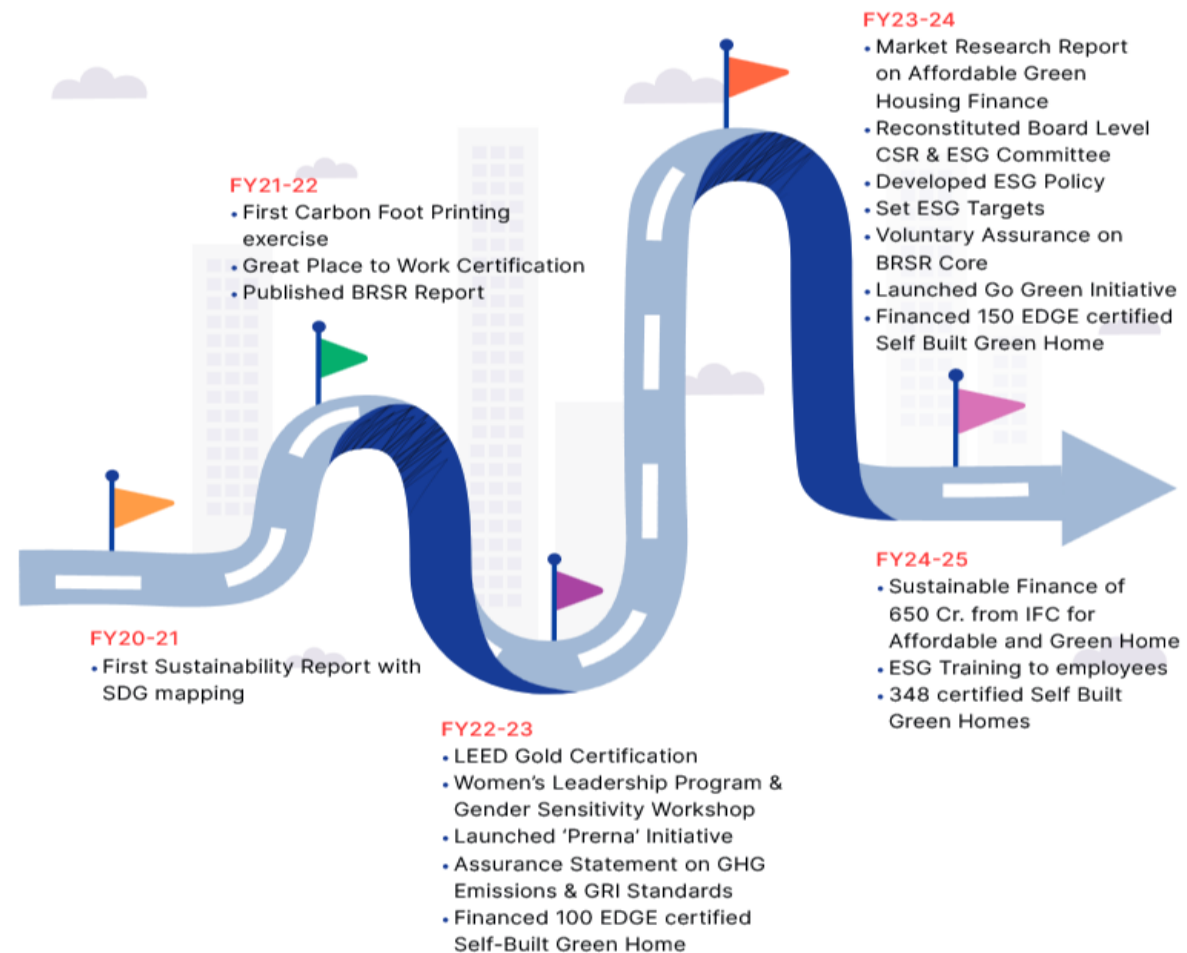 FY20-21
• First Sustainability Report with
SDG mapping
FY21-22
• First Carbon Foot Printing
exercise
• Great Place to Work Certification
• Published BRSR Report
FY22-23
• LEED Gold Certification
• Women’s Leadership Program &
Gender Sensitivity Workshop
• Launched ‘Prerna’ Initiative
• Assurance Statement on GHG
Emissions & GRI Standards
• Financed 100 EDGE certified
Self-Built Green Home
FY23-24
• Market Research Report
on Affordable Green
Housing Finance
• Reconstituted Board Level
CSR & ESG Committee
• Developed ESG Policy
• Set ESG Targets
• Voluntary Assurance on
BRSR Core
• Launched Go Green Initiative
• Financed 150 EDGE certified
Self Built Green Home
FY24-25
• Sustainable Finance of
650 Cr. from IFC for
Affordable and Green Home
• ESG Training to employees
• 348 certified Self Built
Green Homes